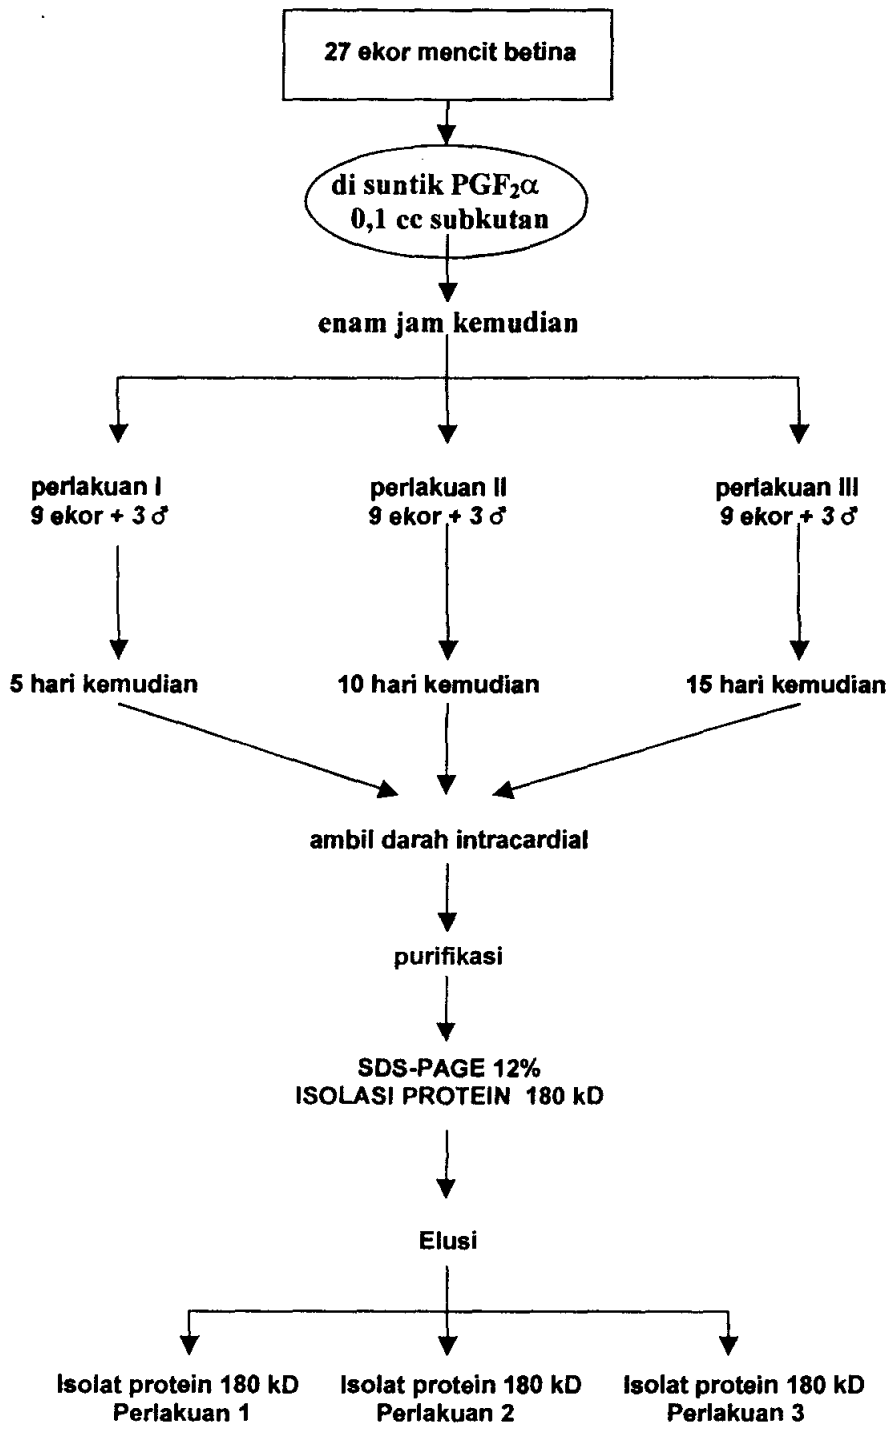 27 ekor mencit betina
di suntik PGF₂α
0,1 cc subkutan
enam jam kemudian
perlakuan I
9 ekor + 3 ♂
perlakuan II
9 ekor + 3 ♂
perlakuan III
9 ekor + 3 ♂
5 hari kemudian
10 hari kemudian
15 hari kemudian
ambil darah intracardial
purifikasi
SDS-PAGE 12%
ISOLASI PROTEIN 180 kD
Elusi
Isolat protein 180 kD
Perlakuan 1
Isolat protein 180 kD
Perlakuan 2
Isolat protein 180 kD
Perlakuan 3